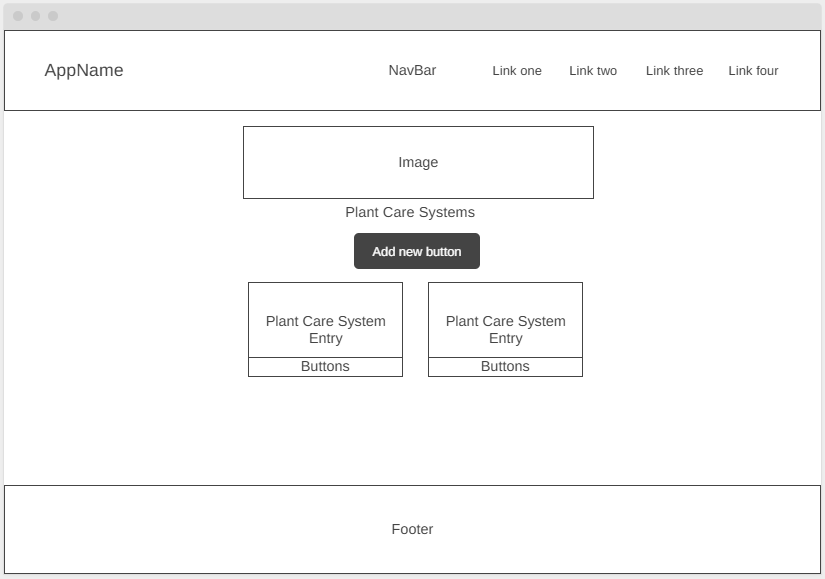 AppName NavBar Link one Link two Link three Link four
Image
Plant Care Systems
Add new button
Plant Care System
Entry
Buttons
Plant Care System
Entry
Buttons
Footer